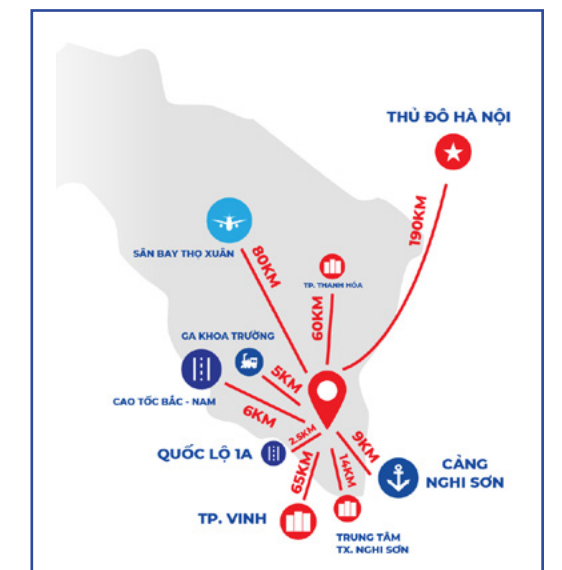 THỦ ĐÔ HÀ NỘI
190KM
SÂN BAY THỌ XUÂN
80KM
TP. THANH HÓA
60KM
GA KHOA TRƯỜNG
5KM
CAO TỐC BẮC - NAM
6KM
QUỐC LỘ 1A
2.5KM
TP. VINH
65KM
14KM
TRUNG TÂM
TX. NGHI SƠN
9KM
CẢNG
NGHI SƠN